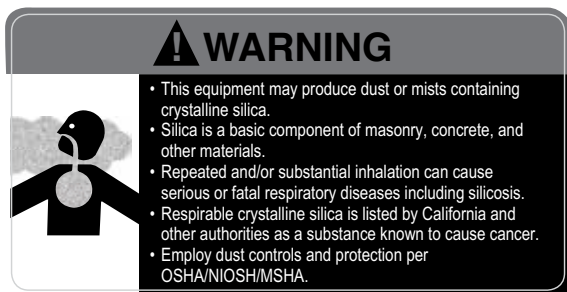 WARNING
• This equipment may produce dust or mists containing
crystalline silica.
• Silica is a basic component of masonry, concrete, and
other materials.
• Repeated and/or substantial inhalation can cause
serious or fatal respiratory diseases including silicosis.
• Respirable crystalline silica is listed by California and
other authorities as a substance known to cause cancer.
• Employ dust controls and protection per
OSHA/NIOSH/MSHA.